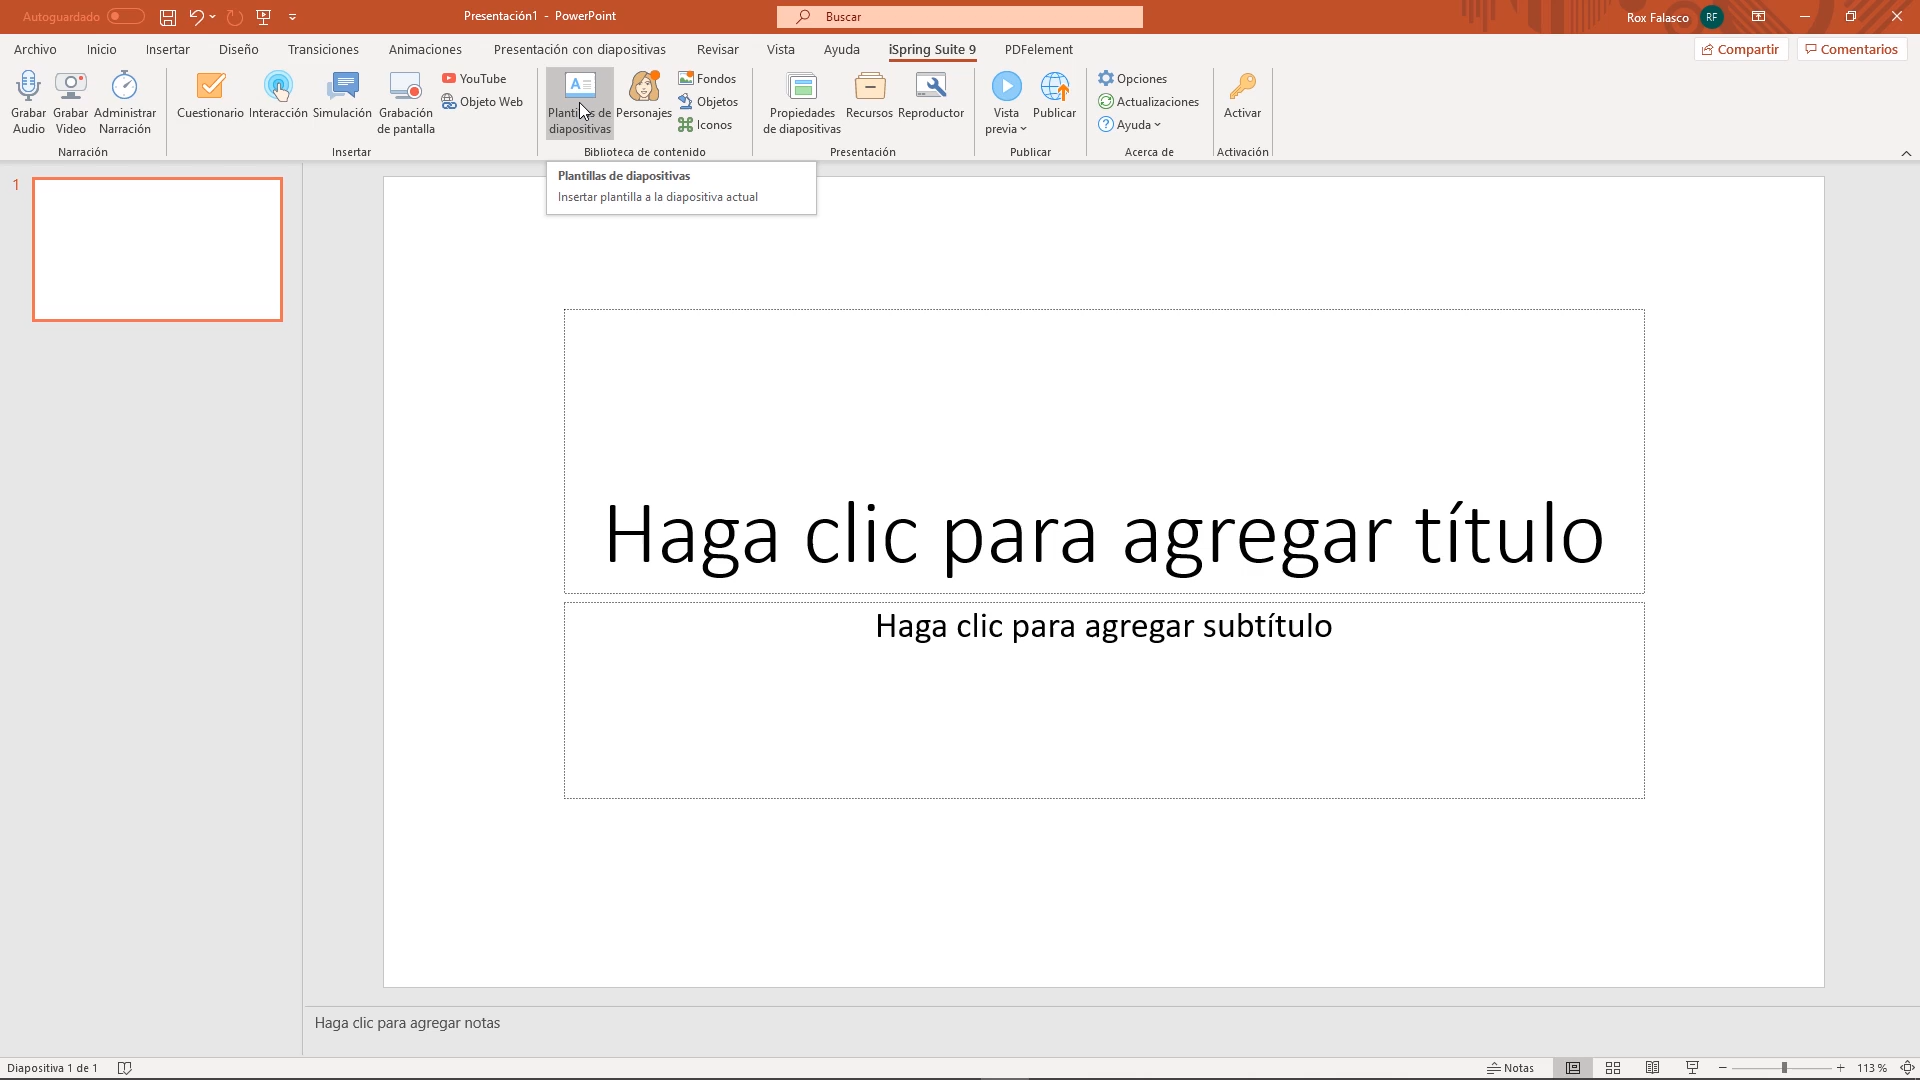 Autoguardado
Presentación1 - PowerPoint
Buscar
Rox Falasco
RF
Archivo
Inicio
Insertar
Diseño
Transiciones
Animaciones
Presentación con diapositivas
Revisar
Vista
Ayuda
iSpring Suite 9
PDFelement
Compartir
Comentarios
Grabar
Audio
Grabar
Video
Administrar
Narración
Narración
Cuestionario
Interacción
Simulación
Grabación
de pantalla
YouTube
Objeto Web
Insertar
Plantillas de
diapositivas
Personajes
Fondos
Objetos
Iconos
Biblioteca de contenido
Propiedades
de diapositivas
Recursos
Reproductor
Presentación
Vista
previa
Publicar
Publicar
Opciones
Actualizaciones
Ayuda
Acerca de
Activar
Activación
Plantillas de diapositivas
Insertar plantilla a la diapositiva actual
1
Haga clic para agregar título
Haga clic para agregar subtítulo
Haga clic para agregar notas
Diapositiva 1 de 1
Notas
113 %